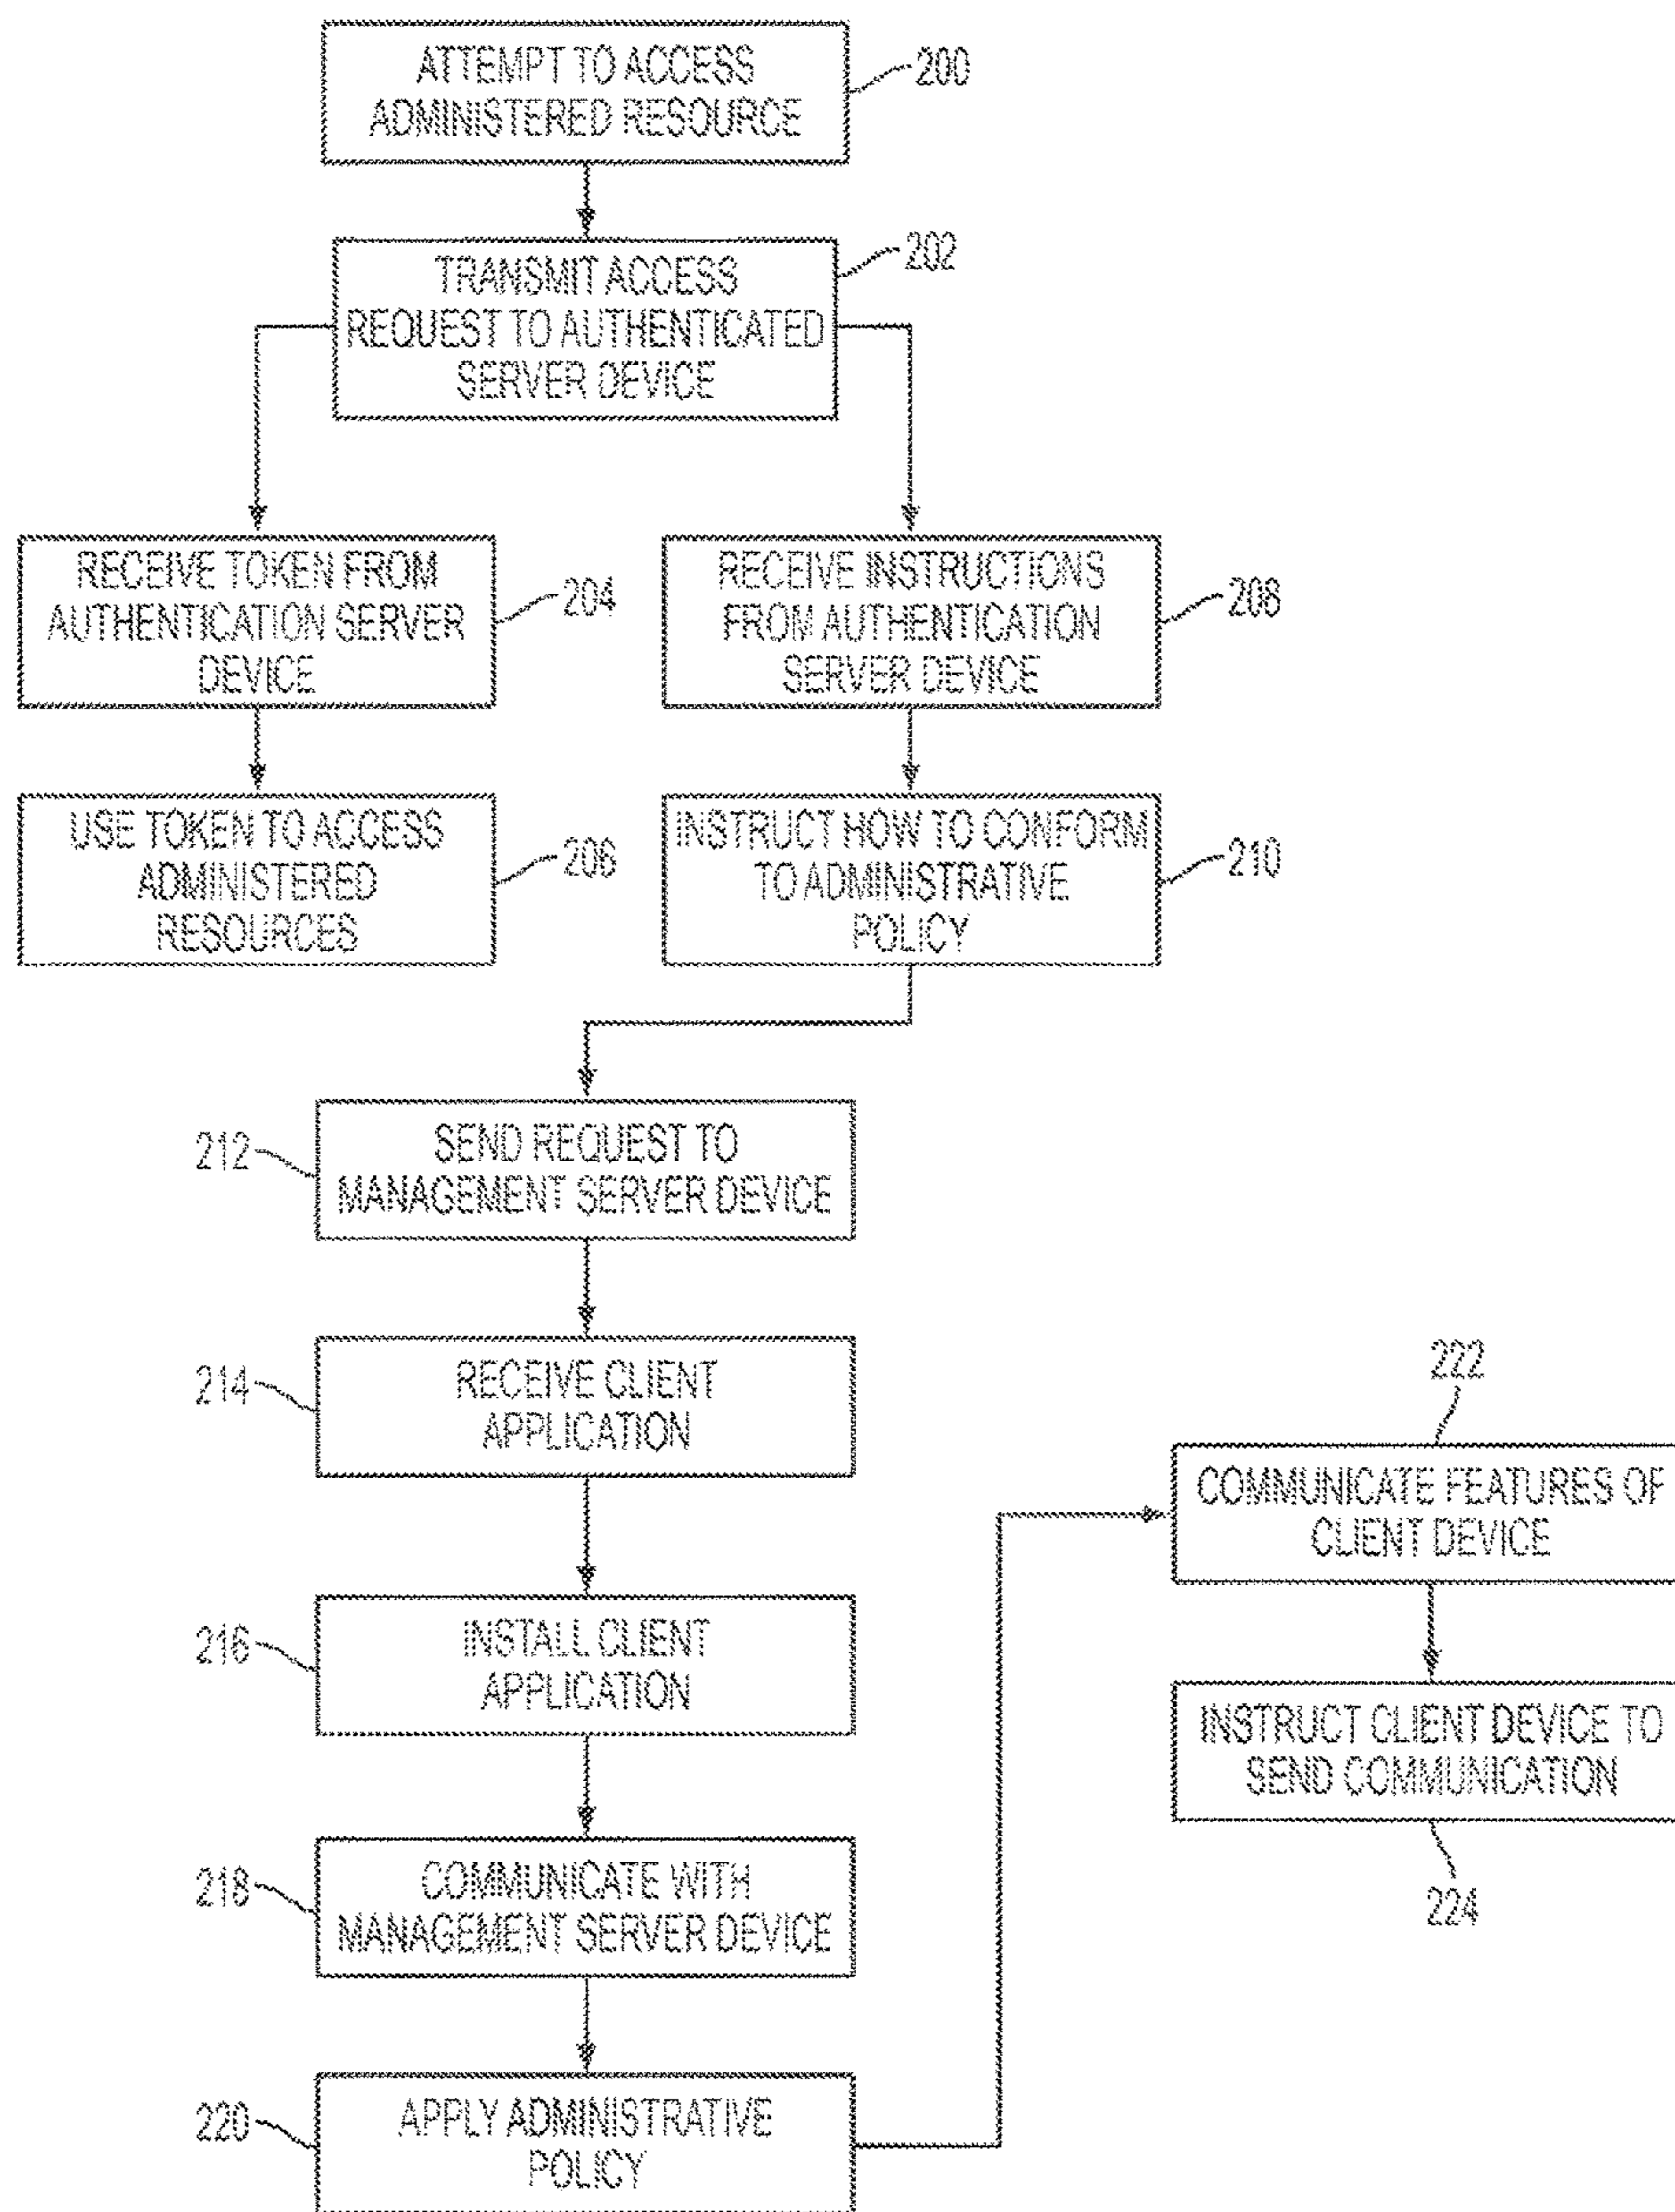 ATTEMPT TO ACCESS
ADMINISTERED RESOURCE
200
TRANSMIT ACCESS
REQUEST TO AUTHENTICATED
SERVER DEVICE
202
RECEIVE TOKEN FROM
AUTHENTICATION SERVER
DEVICE
204
RECEIVE INSTRUCTIONS
FROM AUTHENTICATION
SERVER DEVICE
208
USE TOKEN TO ACCESS
ADMINISTERED
RESOURCES
206
INSTRUCT HOW TO CONFORM
TO ADMINISTRATIVE
POLICY
210
212
SEND REQUEST TO
MANAGEMENT SERVER DEVICE
214
RECEIVE CLIENT
APPLICATION
216
INSTALL CLIENT
APPLICATION
218
COMMUNICATE WITH
MANAGEMENT SERVER DEVICE
220
APPLY ADMINISTRATIVE
POLICY
222
COMMUNICATE FEATURES OF
CLIENT DEVICE
INSTRUCT CLIENT DEVICE TO
SEND COMMUNICATION
224